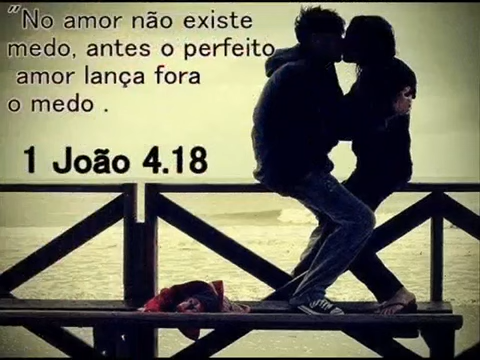 "No amor não existe
medo, antes o perfeito
amor lança fora
o medo .
1 João 4.18